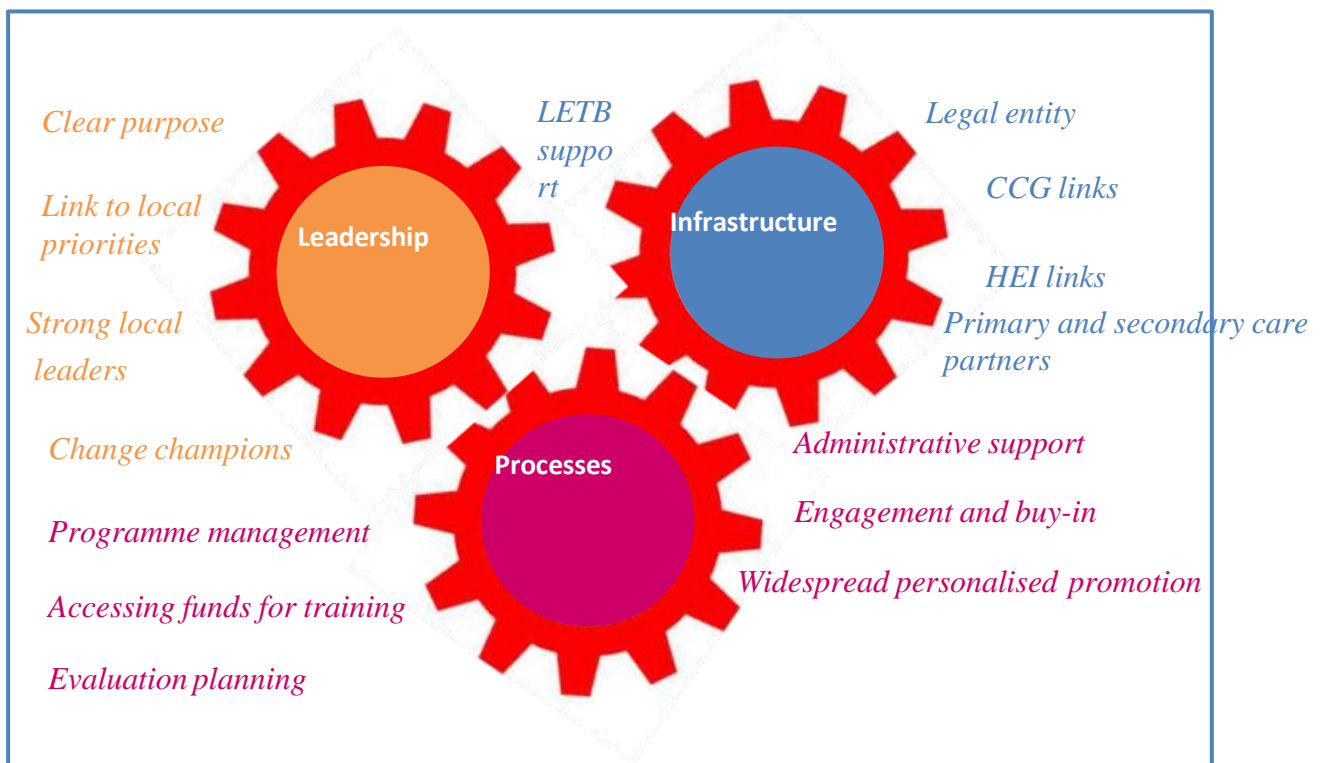 Clear purpose
Link to local
priorities
Strong local
leaders
Change champions
Leadership
LETB
suppo
rt
Infrastructure
Legal entity
CCG links
HEI links
Primary and secondary care
partners
Processes
Programme management
Accessing funds for training
Evaluation planning
Administrative support
Engagement and buy-in
Widespread personalised promotion